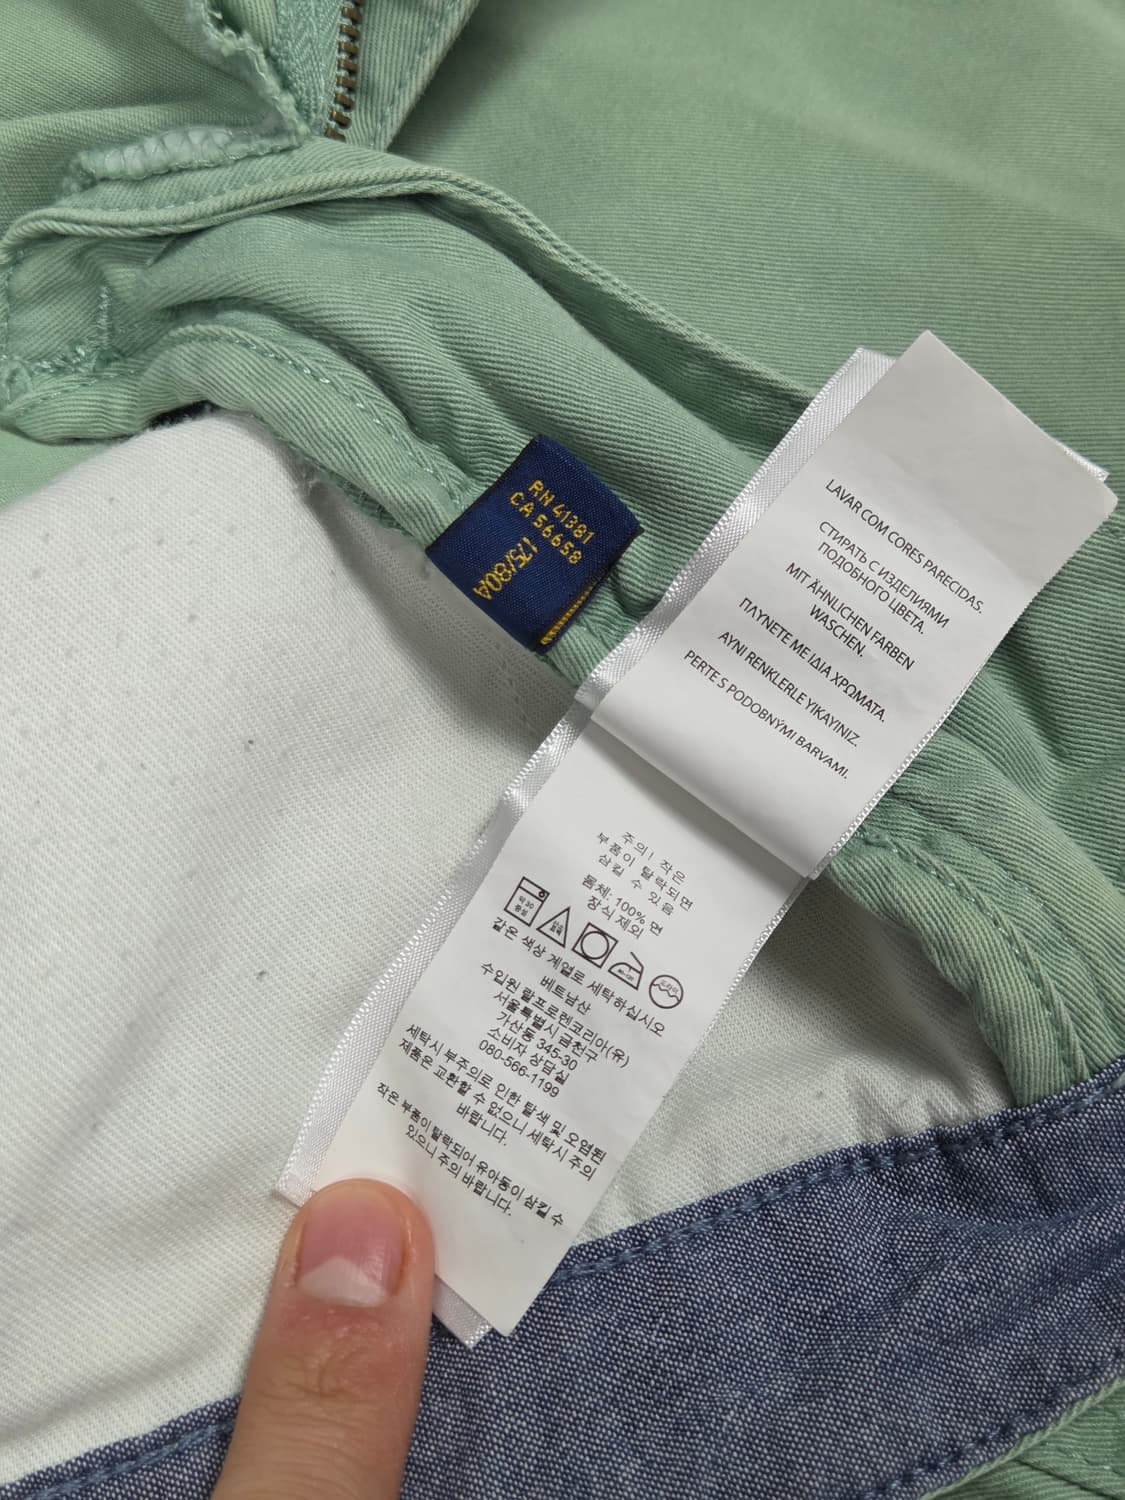 RN 41381
CA 56658
175/80A
LAVAR COM CORES PARECIDAS.
СТИРАТЬ С ИЗДЕЛИЯМИ
ПОДОБНОГО ЦВЕТА.
MIT ÄHNLICHEN FARBEN
WASCHEN.
ΠΛΥΝΕΤΕ ΜΕ ΙΔΙΑ ΧΡΩΜΑΤΑ.
AYNI RENKLERLE YIKAYINIZ.
PERTE S PODOBNÝMI BARVAMI.
주의! 작은
부품이 탈락되면
삼킬 수 있음
몸체: 100% 면
장식 제외
약 30
중성
같은 색상 계열로 세탁하십시오
베트남산
수입원 랄프로렌코리아(유)
서울특별시 금천구
가산동 345-30
소비자 상담실
080-566-1199
세탁시 부주의로 인한 탈색 및 오염된
제품은 교환할 수 없으니 세탁시 주의
바랍니다.
작은 부품이 탈락되어 유아동이 삼킬 수
있으니 주의 바랍니다.